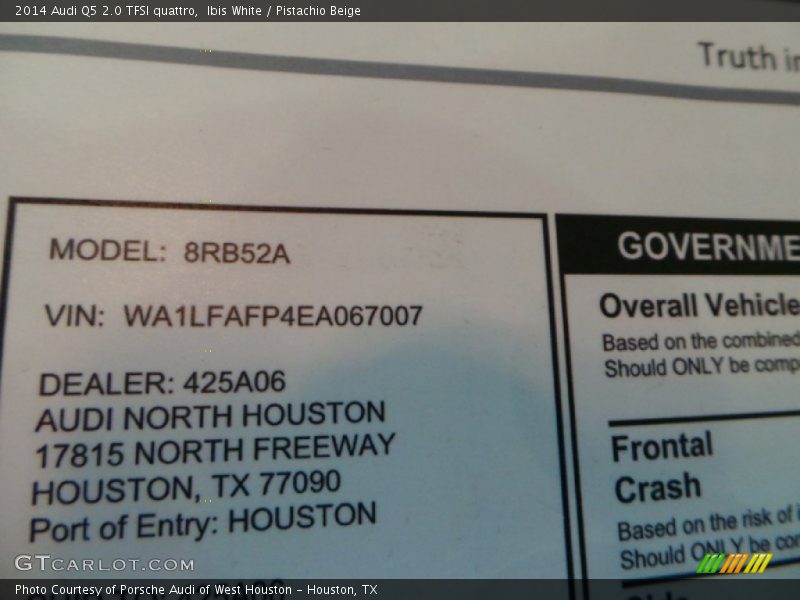 2014 Audi Q5 2.0 TFSI quattro, Ibis White / Pistachio Beige
Truth in
MODEL: 8RB52A
VIN: WA1LFAFP4EA067007
DEALER: 425A06
AUDI NORTH HOUSTON
17815 NORTH FREEWAY
HOUSTON, TX 77090
Port of Entry: HOUSTON
GOVERNME
Overall Vehicle
Based on the combined
Should ONLY be comp
Frontal
Crash
Based on the risk of i
Should ONLY be com
GTCARLOT.COM
Photo Courtesy of Porsche Audi of West Houston - Houston, TX